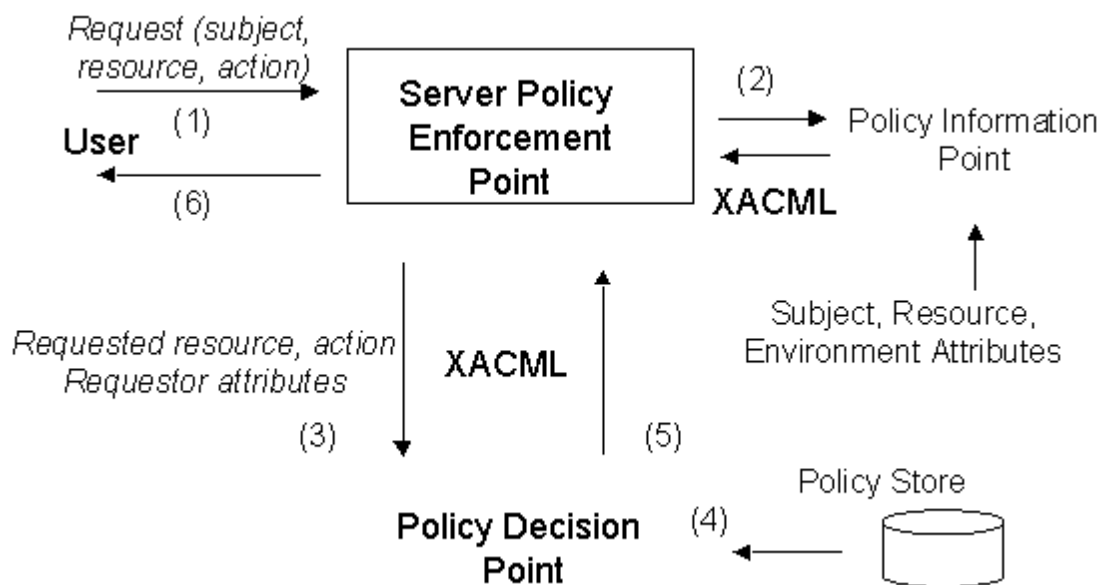 Request (subject,
resource, action)
(1)
User
(6)
Server Policy
Enforcement
Point
(2)
Policy Information
Point
XACML
Subject, Resource,
Environment Attributes
Requested resource, action
Requestor attributes
(3)
XACML
(5)
Policy Store
(4)
Policy Decision
Point